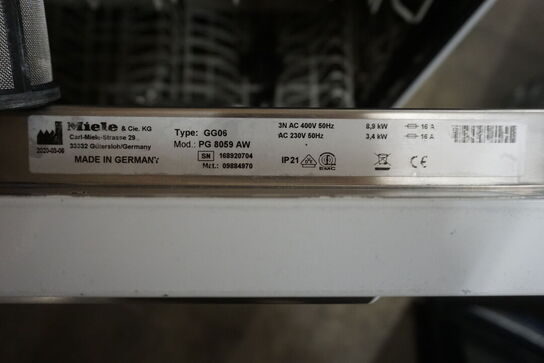 Miele & Cie. KG
Carl-Miele-Strasse 29
33332 Gütersloh/Germany
2020-03-06
MADE IN GERMANY
Type: GG06
Mod.: PG 8059 AW
SN 168920704
Mat.: 09884970
3N AC 400V 50Hz 8,9 kW 16 A
AC 230V 50Hz 3,4 kW 16 A
IP21 EMC CE